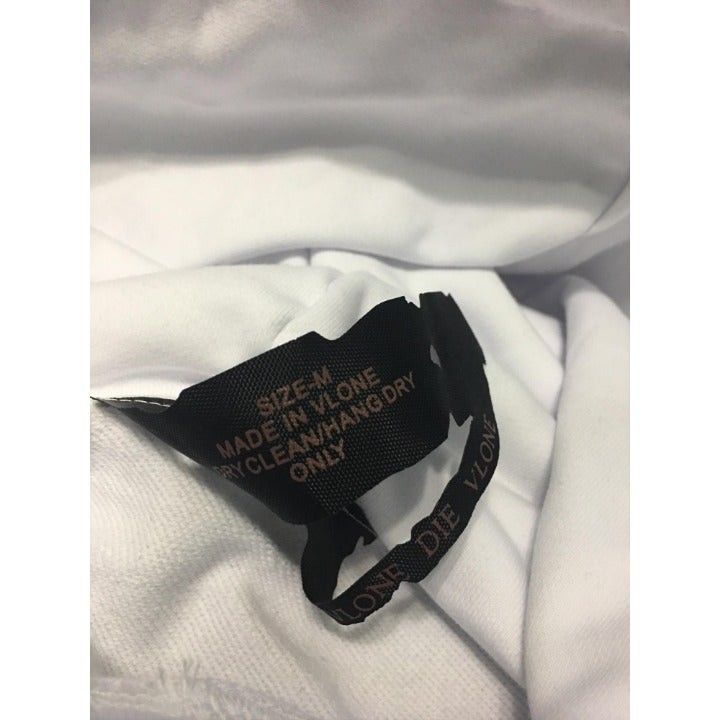 SIZE-M
MADE IN VLONE
DRY CLEAN/HANG DRY
ONLY
VLONE DIE VLONE